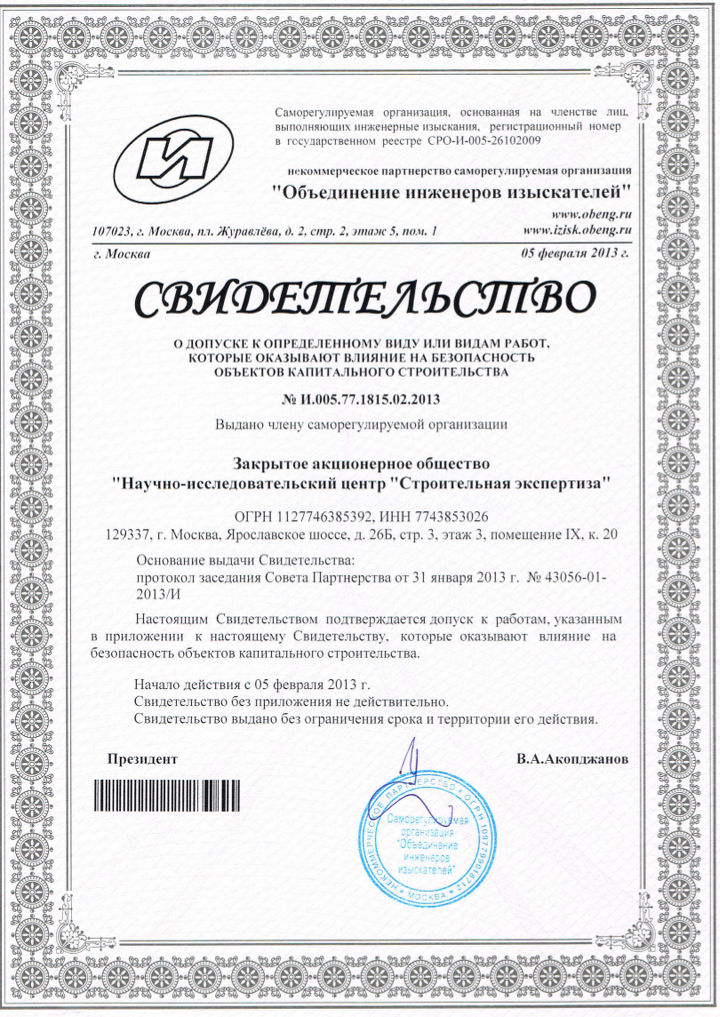 Саморегулируемая организация, основанная на членстве лиц,
выполняющих инженерные изыскания, регистрационный номер
в государственном реестре СРО-И-005-26102009
некоммерческое партнерство саморегулируемая организация
"Объединение инженеров изыскателей"
www.obeng.ru
107023, г. Москва, пл. Журавлёва, д. 2, стр. 2, этаж 5, пом. 1 www.izisk.obeng.ru
г. Москва 05 февраля 2013 г.
СВИДЕТЕЛЬСТВО
О ДОПУСКЕ К ОПРЕДЕЛЕННОМУ ВИДУ ИЛИ ВИДАМ РАБОТ,
КОТОРЫЕ ОКАЗЫВАЮТ ВЛИЯНИЕ НА БЕЗОПАСНОСТЬ
ОБЪЕКТОВ КАПИТАЛЬНОГО СТРОИТЕЛЬСТВА
№ И.005.77.1815.02.2013
Выдано члену саморегулируемой организации
Закрытое акционерное общество
"Научно-исследовательский центр "Строительная экспертиза"
ОГРН 1127746385392, ИНН 7743853026
129337, г. Москва, Ярославское шоссе, д. 26Б, стр. 3, этаж 3, помещение IX, к. 20
Основание выдачи Свидетельства:
протокол заседания Совета Партнерства от 31 января 2013 г. № 43056-01-
2013/И
Настоящим Свидетельством подтверждается допуск к работам, указанным
в приложении к настоящему Свидетельству, которые оказывают влияние на
безопасность объектов капитального строительства.
Начало действия с 05 февраля 2013 г.
Свидетельство без приложения не действительно.
Свидетельство выдано без ограничения срока и территории его действия.
Президент В.А.Акопджанов
НЕКОММЕРЧЕСКОЕ ПАРТНЕРСТВО * ОГРН 1097799018712 * МОСКВА *
Саморегулируемая
организация
"Объединение
инженеров
изыскателей"